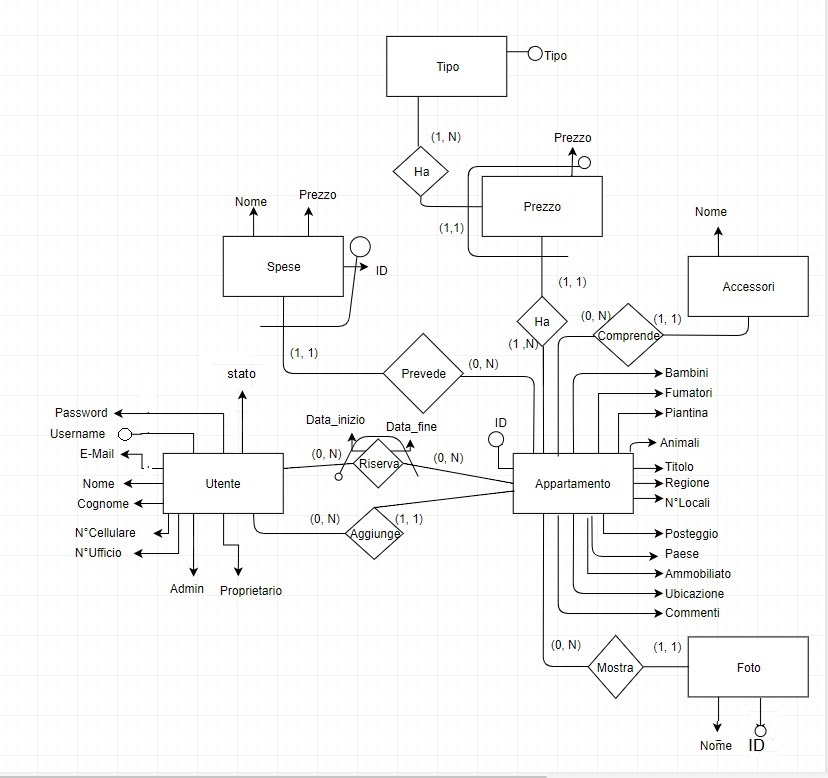 Tipo
Tipo
(1, N)
Prezzo
Ha
Nome
Prezzo
Prezzo
Nome
(1,1)
Spese
ID
(1, 1)
Accessori
(0, N)
(1, 1)
Ha
Comprende
(1 ,N)
(1, 1)
Prevede
(0, N)
stato
Bambini
Fumatori
Password
Data_inizio
Data_fine
ID
Piantina
Username
Animali
E-Mail
(0, N)
Riserva
(0, N)
Titolo
Nome
Utente
Appartamento
Regione
Cognome
N°Locali
(0, N)
(1, 1)
N°Cellulare
Aggiunge
Posteggio
N°Ufficio
Paese
Ammobiliato
Admin
Proprietario
Ubicazione
Commenti
(0, N)
(1, 1)
Mostra
Foto
Nome
ID